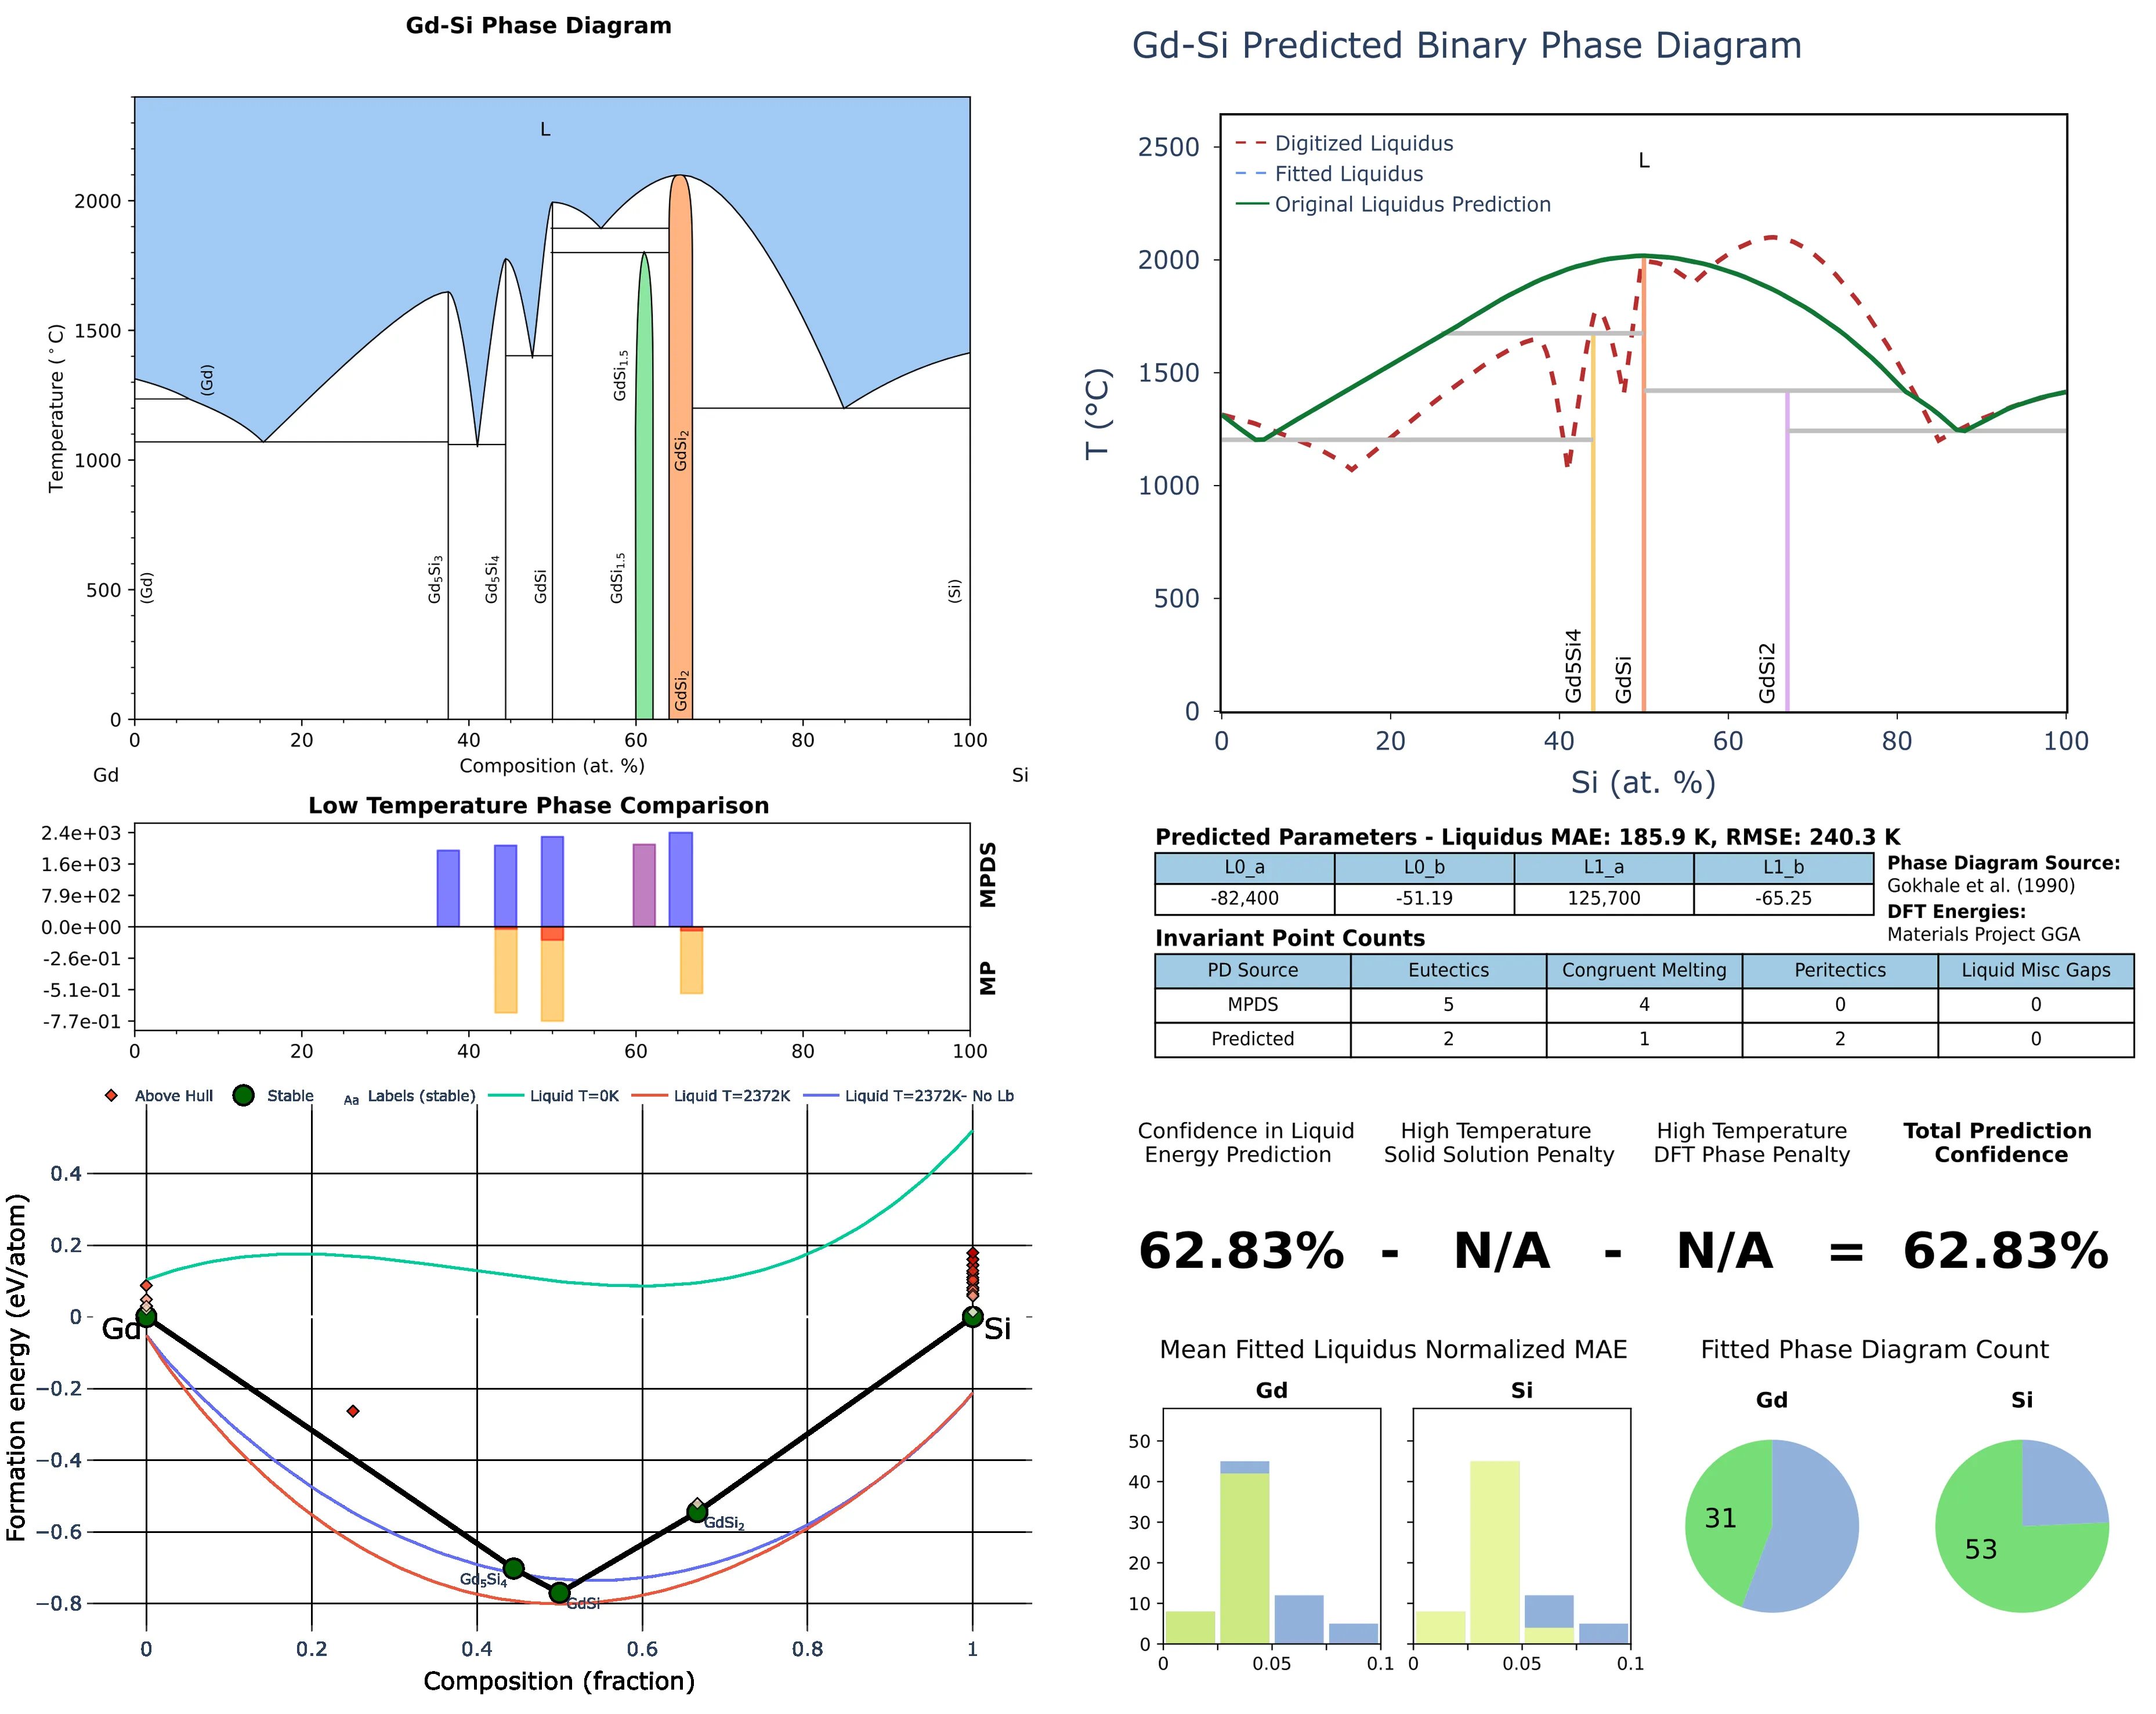 Gd-Si Phase Diagram
L
Temperature (°C)
2000
1500
1000
500
0
(Gd)
(Gd)
Gd5Si3
Gd5Si4
GdSi
GdSi1.5
GdSi1.5
GdSi2
GdSi2
(Si)
0 20 40 60 80 100
Composition (at. %)
Gd Si
Low Temperature Phase Comparison
2.4e+03
1.6e+03
7.9e+02
0.0e+00
-2.6e-01
-5.1e-01
-7.7e-01
MPDS
MP
0 20 40 60 80 100
Above Hull Stable Aa Labels (stable) Liquid T=0K Liquid T=2372K Liquid T=2372K- No Lb
Formation energy (eV/atom)
0.4
0.2
0
−0.2
−0.4
−0.6
−0.8
Gd
Si
GdSi2
Gd5Si4
GdSi
0 0.2 0.4 0.6 0.8 1
Composition (fraction)
Gd-Si Predicted Binary Phase Diagram
Digitized Liquidus
Fitted Liquidus
Original Liquidus Prediction
L
T (°C)
2500
2000
1500
1000
500
0
Gd5Si4
GdSi
GdSi2
0 20 40 60 80 100
Si (at. %)
Predicted Parameters - Liquidus MAE: 185.9 K, RMSE: 240.3 K
L0_a L0_b L1_a L1_b
-82,400 -51.19 125,700 -65.25
Phase Diagram Source:
Gokhale et al. (1990)
DFT Energies:
Materials Project GGA
Invariant Point Counts
PD Source Eutectics Congruent Melting Peritectics Liquid Misc Gaps
MPDS 5 4 0 0
Predicted 2 1 2 0
Confidence in Liquid
Energy Prediction
High Temperature
Solid Solution Penalty
High Temperature
DFT Phase Penalty
Total Prediction
Confidence
62.83% - N/A - N/A = 62.83%
Mean Fitted Liquidus Normalized MAE
Gd Si
50
40
30
20
10
0
0 0.05 0.1
0 0.05 0.1
Fitted Phase Diagram Count
Gd Si
31
53